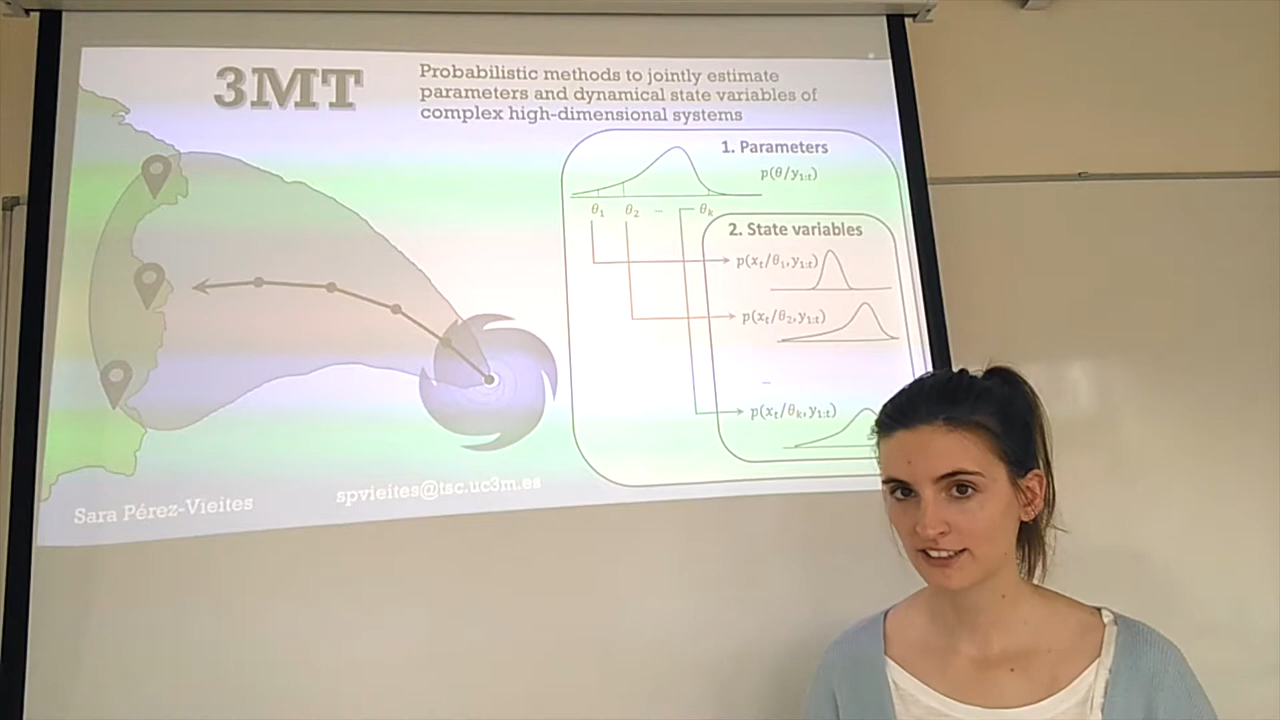 3MT
Probabilistic methods to jointly estimate
parameters and dynamical state variables of
complex high-dimensional systems
1. Parameters
p(θ/y₁:t)
θ₁ θ₂ – θₖ
2. State variables
p(xₜ/θ₁,y₁:t)
p(xₜ/θ₂,y₁:t)
–
p(xₜ/θₖ,y₁:t)
Sara Pérez-Vieites
spvieites@tsc.uc3m.es